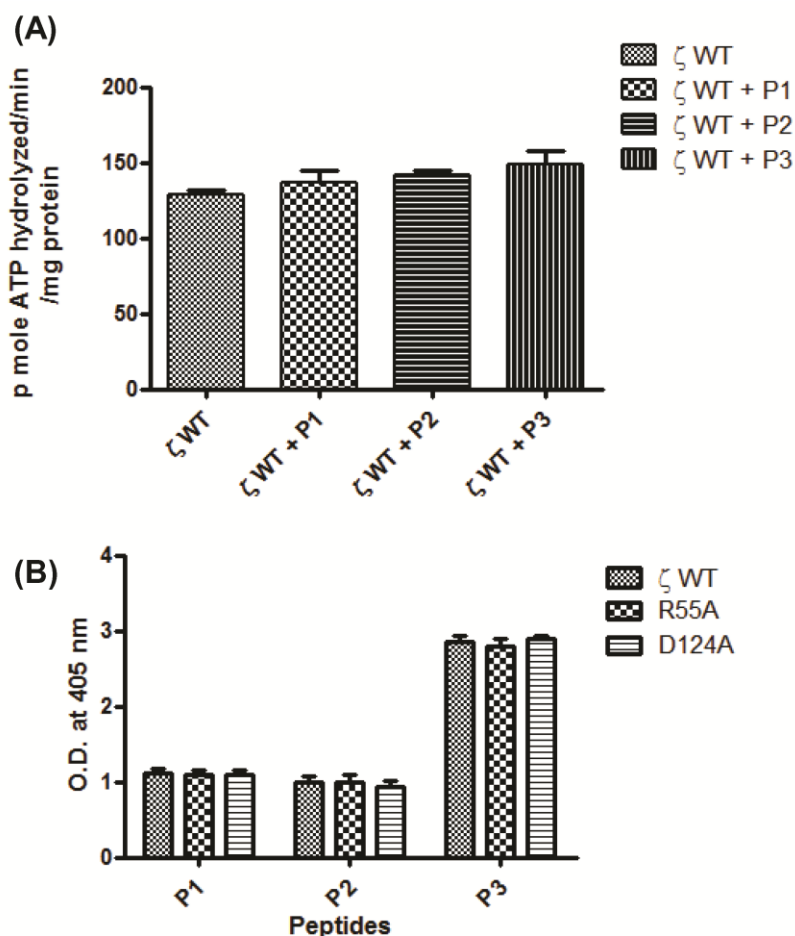 (A)
p mole ATP hydrolyzed/min
/mg protein
200
150
100
50
0
ζ WT
ζ WT + P1
ζ WT + P2
ζ WT + P3
ζ WT
ζ WT + P1
ζ WT + P2
ζ WT + P3
(B)
O.D. at 405 nm
4
3
2
1
0
P1
P2
P3
Peptides
ζ WT
R55A
D124A